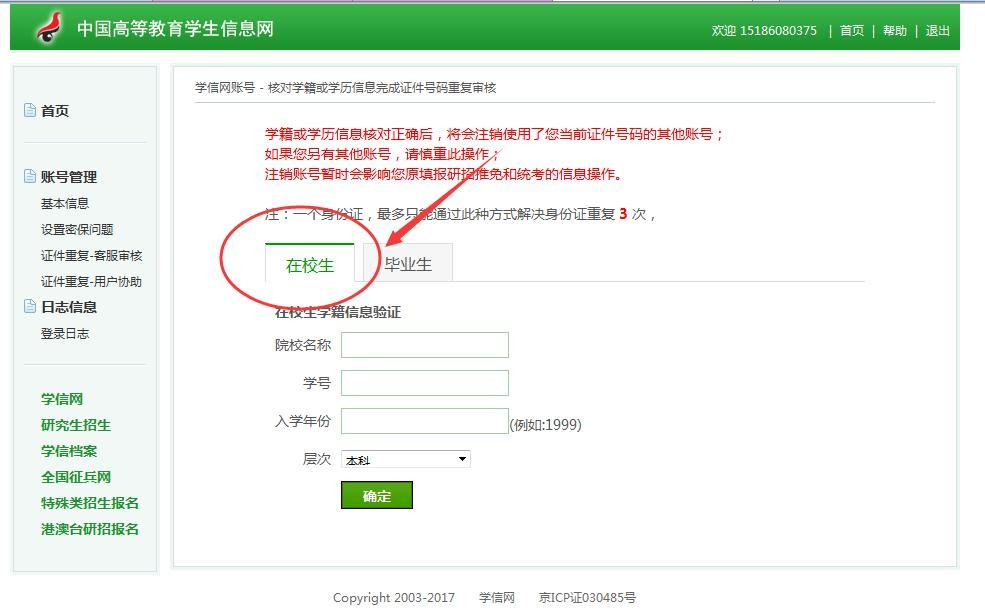 中国高等教育学生信息网
欢迎 15186080375 | 首页 | 帮助 | 退出
首页
账号管理
基本信息
设置密保问题
证件重复-客服审核
证件重复-用户协助
日志信息
登录日志
学信网
研究生招生
学信档案
全国征兵网
特殊类招生报名
港澳台研招报名
学信网账号 - 核对学籍或学历信息完成证件号码重复审核
学籍或学历信息核对正确后，将会注销使用了您当前证件号码的其他账号；
如果您另有其他账号，请慎重此操作；
注销账号暂时会影响您原填报研招推免和统考的信息操作。
注：一个身份证，最多只能通过此种方式解决身份证重复 3 次，
在校生 毕业生
在校生学籍信息验证
院校名称
学号
入学年份 (例如:1999)
层次 本科
确定
Copyright 2003-2017 学信网 京ICP证030485号